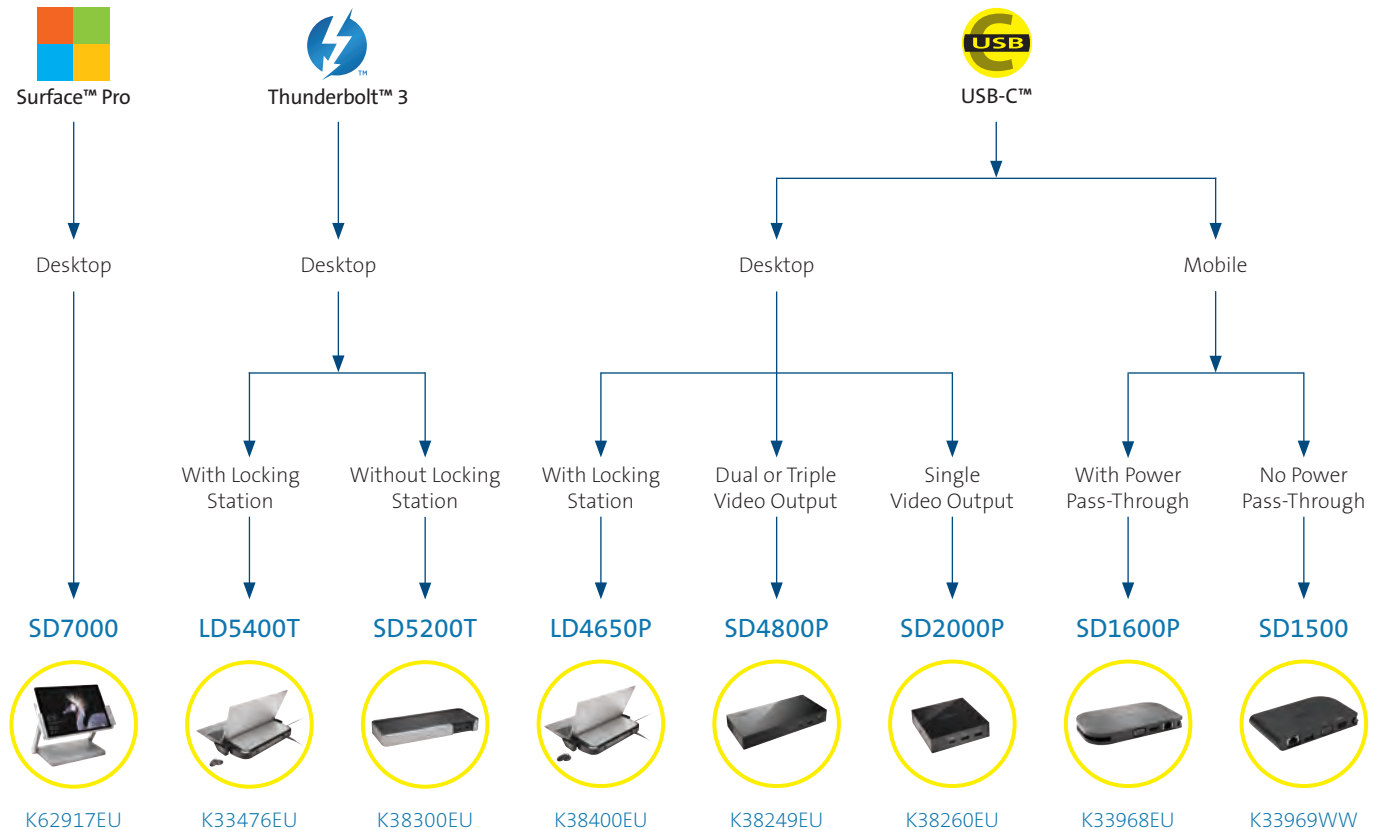 USB
TM
Surface™ Pro
Thunderbolt™ 3
USB-C™
Desktop
Desktop
Desktop
Mobile
With Locking
Station
Without Locking
Station
With Locking
Station
Dual or Triple
Video Output
Single
Video Output
With Power
Pass-Through
No Power
Pass-Through
SD7000
LD5400T
SD5200T
LD4650P
SD4800P
SD2000P
SD1600P
SD1500
K62917EU
K33476EU
K38300EU
K38400EU
K38249EU
K38260EU
K33968EU
K33969WW